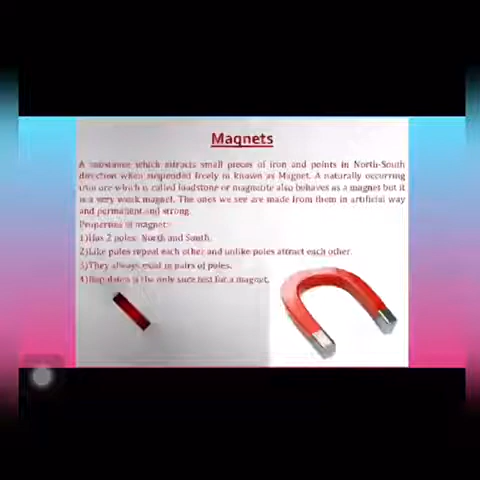 Magnets
A substance which attracts small pieces of iron and points in North-South
direction when suspended freely is known as Magnet. A naturally occurring
iron ore which is called loadstone or magnetite also behaves as a magnet but it
is a very weak magnet. The ones we see are made from them in artificial way
and permanent and strong.
Properties of magnet:
1)Has 2 poles: North and South.
2)Like poles repeal each other and unlike poles attract each other.
3)They always exist in pairs of poles.
4)Repulsion is the only sure test for a magnet.